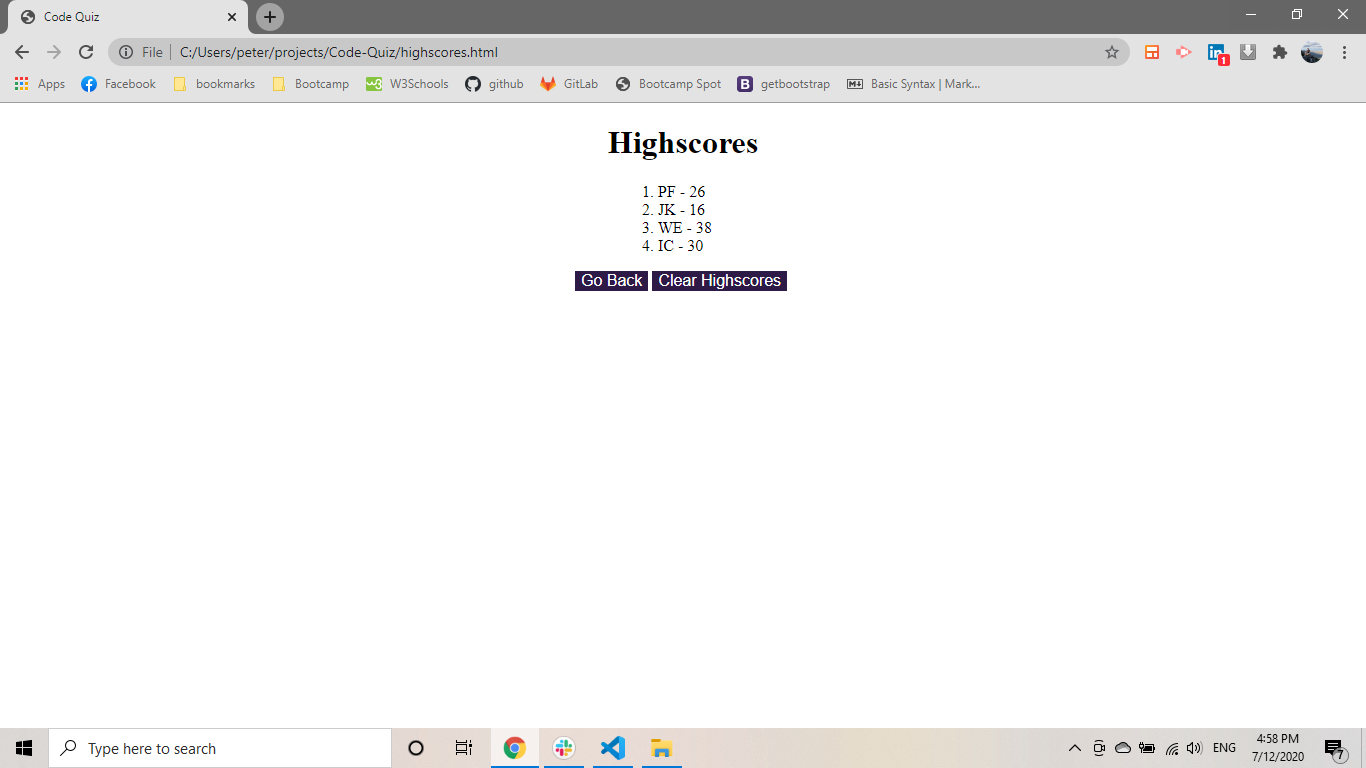 Code Quiz
File C:/Users/peter/projects/Code-Quiz/highscores.html
1
Apps Facebook bookmarks Bootcamp W3Schools github GitLab Bootcamp Spot getbootstrap Basic Syntax | Mark...
Highscores
1. PF - 26
2. JK - 16
3. WE - 38
4. IC - 30
Go Back Clear Highscores
Type here to search
ENG
4:58 PM
7/12/2020
7